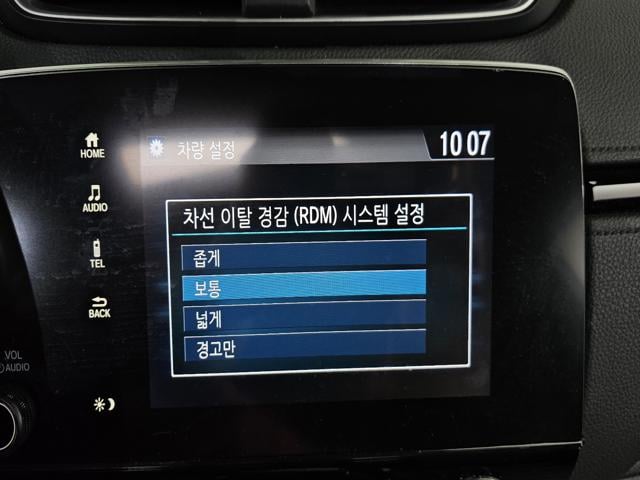 차량 설정
10 07
HOME
AUDIO
TEL
BACK
VOL
AUDIO
차선 이탈 경감 (RDM) 시스템 설정
좁게
보통
넓게
경고만